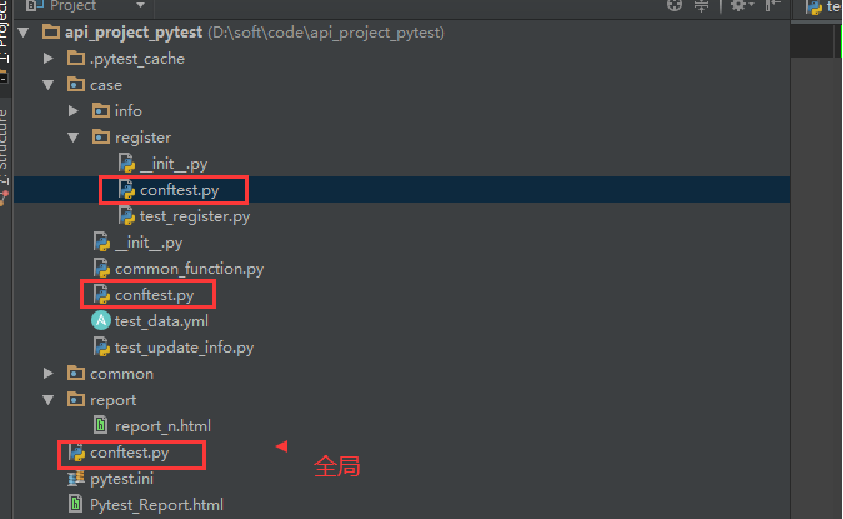 Project
te
1: Project
api_project_pytest (D:\soft\code\api_project_pytest)
.pytest_cache
case
info
register
7: Structure
__init__.py
conftest.py
test_register.py
__init__.py
common_function.py
conftest.py
test_data.yml
test_update_info.py
common
report
report_n.html
conftest.py
全局
pytest.ini
Pytest_Report.html